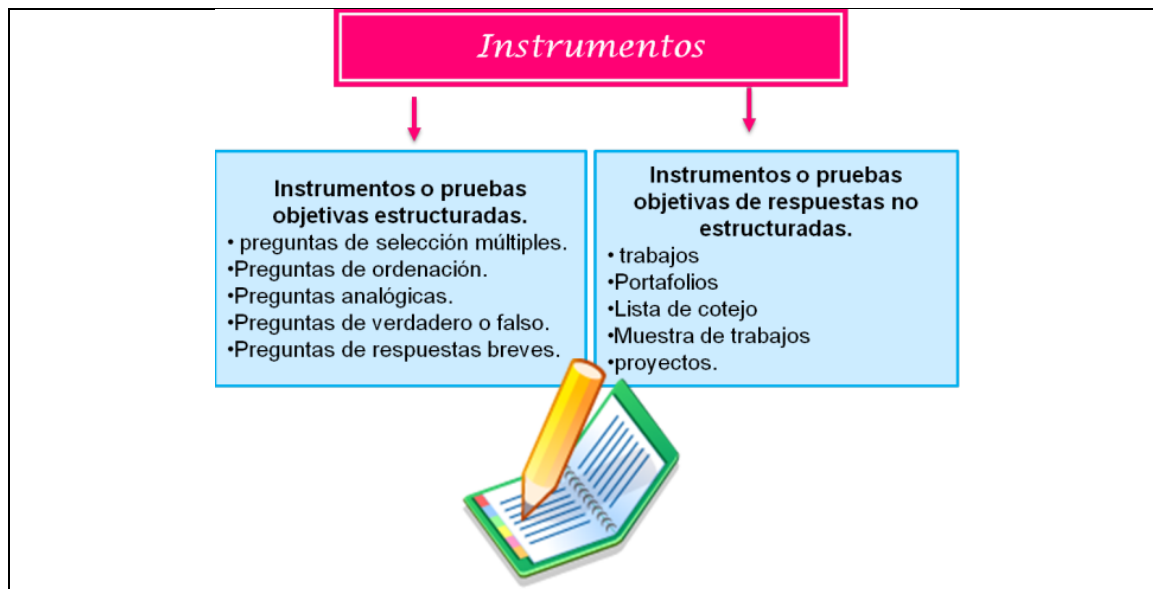 Instrumentos
Instrumentos o pruebas
objetivas estructuradas.
• preguntas de selección múltiples.
•Preguntas de ordenación.
•Preguntas analógicas.
•Preguntas de verdadero o falso.
•Preguntas de respuestas breves.
Instrumentos o pruebas
objetivas de respuestas no
estructuradas.
• trabajos
•Portafolios
•Lista de cotejo
•Muestra de trabajos
•proyectos.